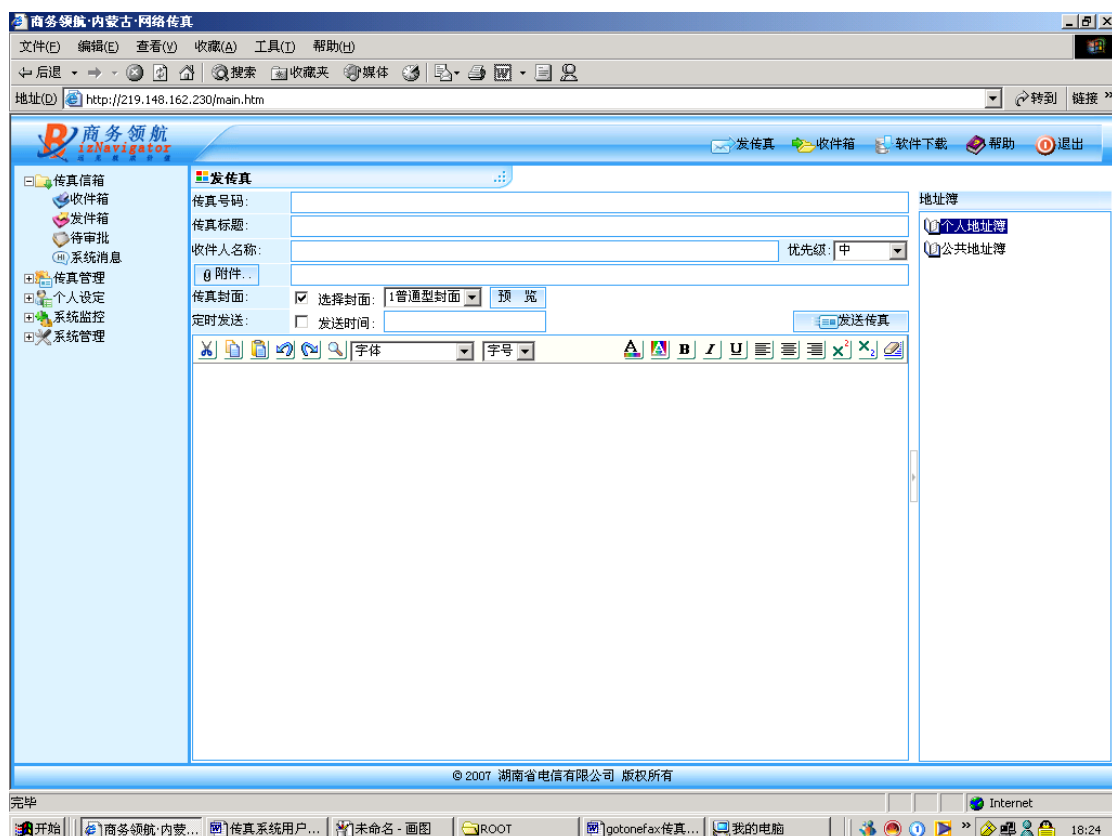 商务领航·内蒙古·网络传真
文件(F) 编辑(E) 查看(V) 收藏(A) 工具(T) 帮助(H)
后退 搜索 收藏夹 媒体
地址(D) http://219.148.162.230/main.htm 转到 链接 »
商务领航
izNavigator
发传真 收件箱 软件下载 帮助 退出
传真信箱
收件箱
发件箱
待审批
系统消息
传真管理
个人设定
系统监控
系统管理
发传真
传真号码:
传真标题:
收件人名称: 优先级: 中
附件..
传真封面: 选择封面: 1普通型封面 预 览
定时发送: 发送时间: 发送传真
字体 字号 A A B I U x² X₂
地址簿
个人地址簿
公共地址簿
© 2007 湖南省电信有限公司 版权所有
完毕 Internet
开始 商务领航·内蒙... 传真系统用户... 未命名 - 画图 ROOT gotonefax传真... 我的电脑 » 18:24